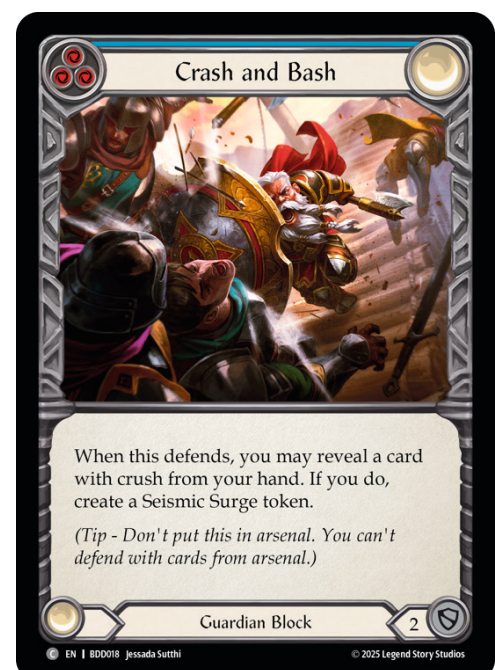 Crash and Bash
When this defends, you may reveal a card
with crush from your hand. If you do,
create a Seismic Surge token.
(Tip - Don't put this in arsenal. You can't
defend with cards from arsenal.)
Guardian Block
2
C EN | BDD018 Jessada Sutthi © 2025 Legend Story Studios